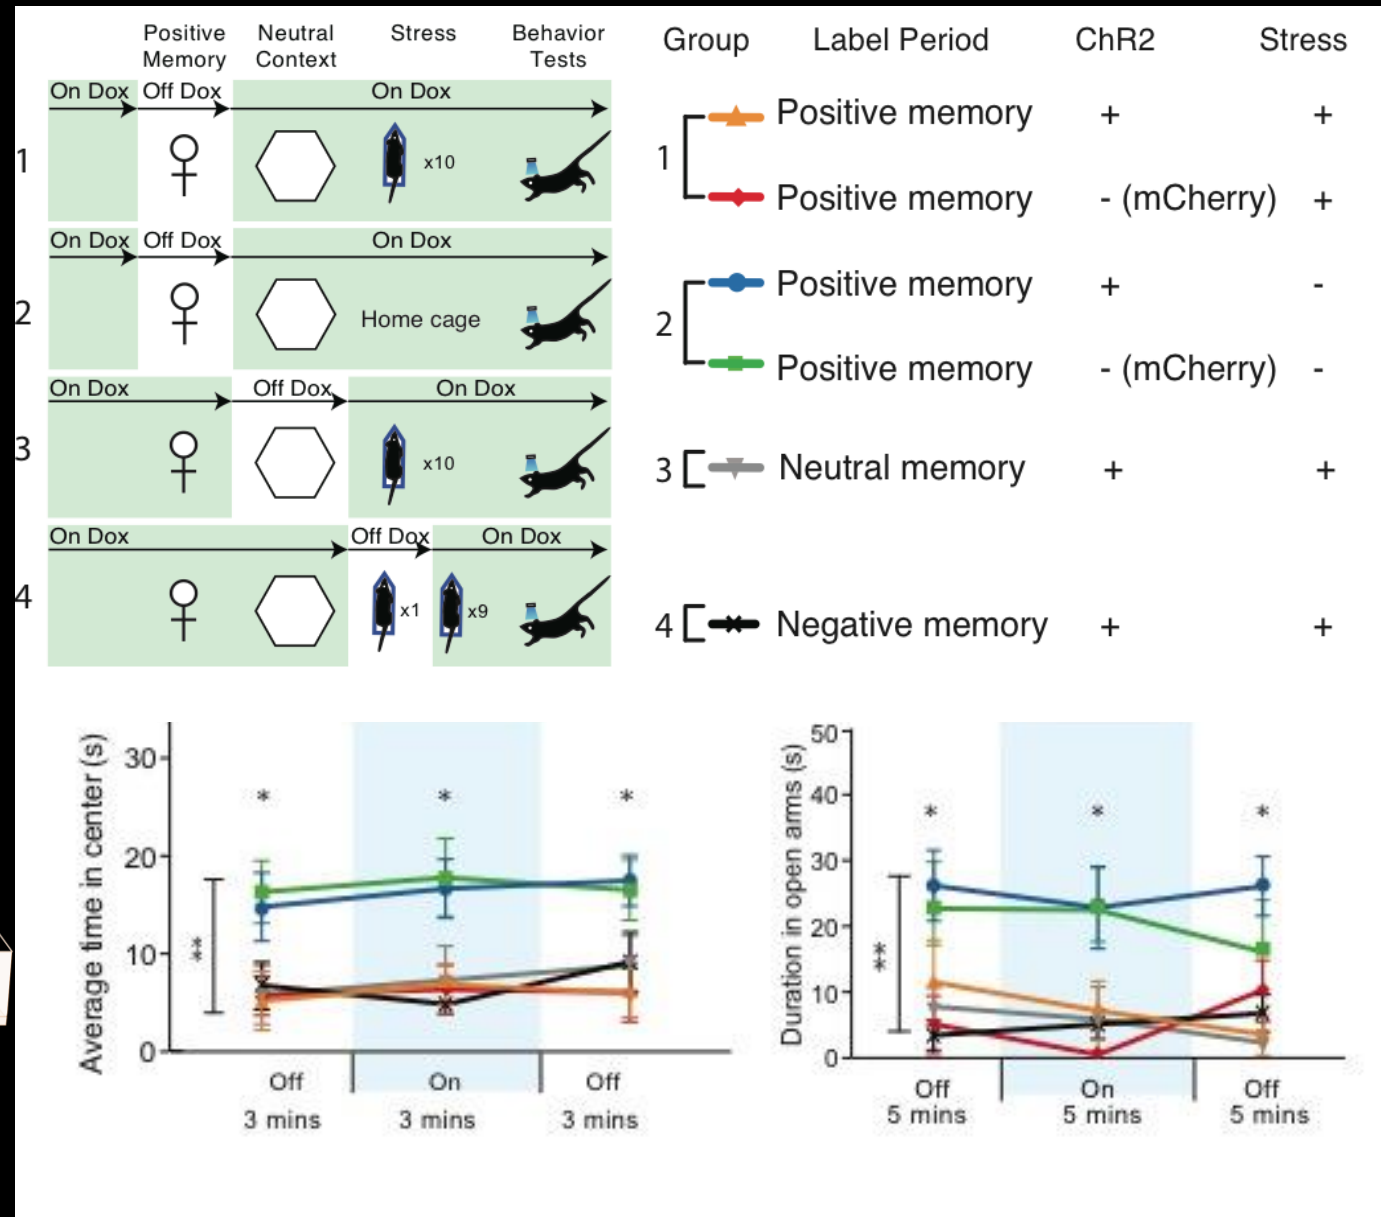 Positive Memory
Neutral Context
Stress
Behavior Tests
On Dox Off Dox On Dox
1 x10
On Dox Off Dox On Dox
2 Home cage
On Dox Off Dox On Dox
3 x10
On Dox Off Dox On Dox
4 x1 x9
Group Label Period ChR2 Stress
1
Positive memory + +
Positive memory - (mCherry) +
2
Positive memory + -
Positive memory - (mCherry) -
3 Neutral memory + +
4 Negative memory + +
Average time in center (s)
30
20
10
0
* * *
**
Off On Off
3 mins 3 mins 3 mins
Duration in open arms (s)
50
40
30
20
10
0
* * *
**
Off On Off
5 mins 5 mins 5 mins